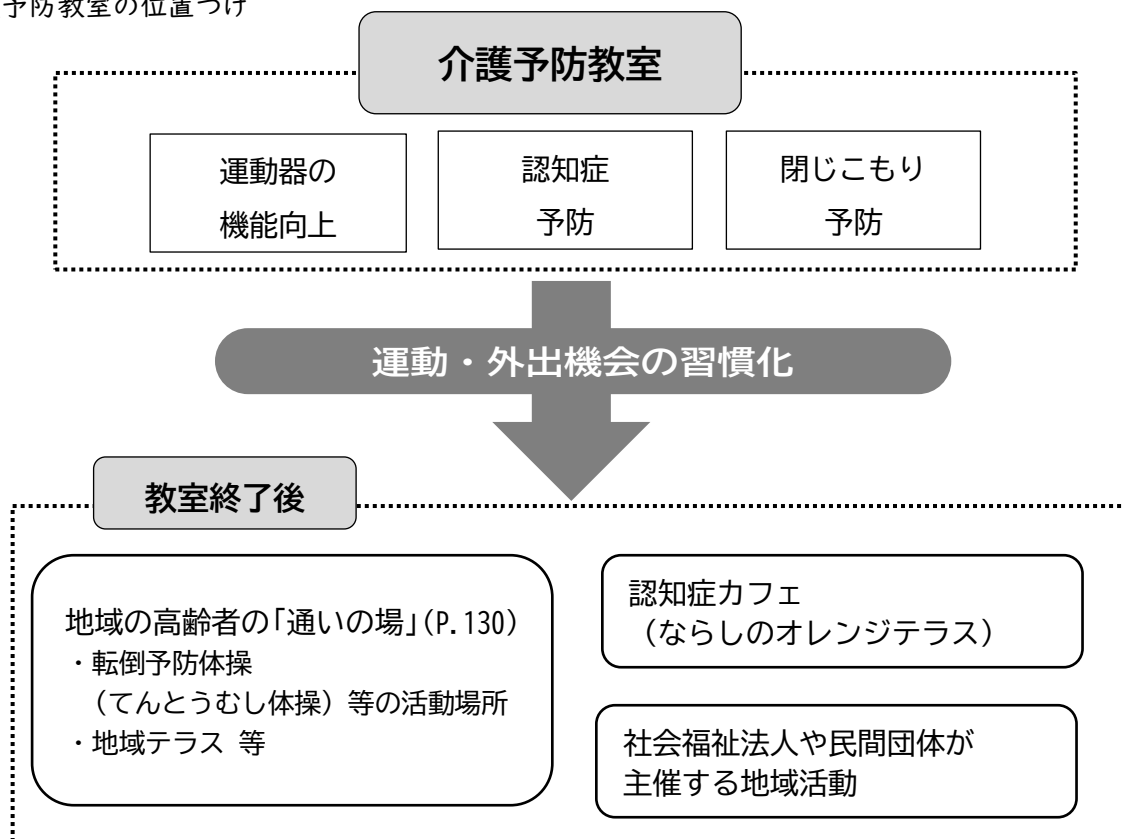 予防教室の位置づけ
介護予防教室
運動器の
機能向上
認知症
予防
閉じこもり
予防
運動・外出機会の習慣化
教室終了後
地域の高齢者の「通いの場」(P.130)
・転倒予防体操
（てんとうむし体操）等の活動場所
・地域テラス 等
認知症カフェ
（ならしのオレンジテラス）
社会福祉法人や民間団体が
主催する地域活動